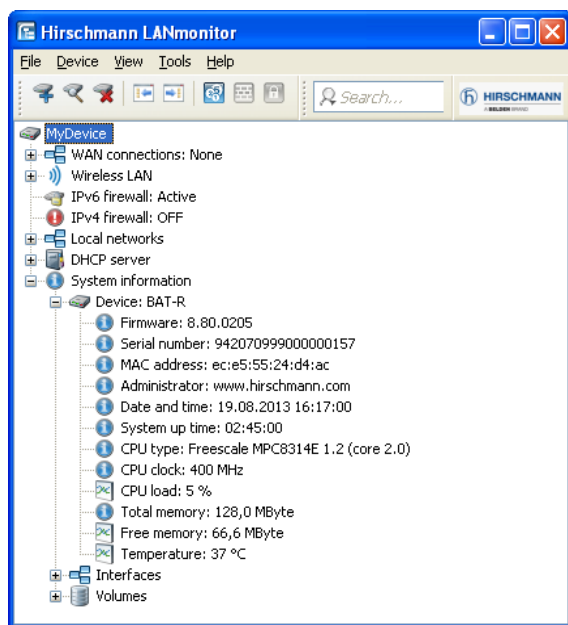 Hirschmann LANmonitor
File Device View Tools Help
Search...
HIRSCHMANN
A BELDEN BRAND
MyDevice
WAN connections: None
Wireless LAN
IPv6 firewall: Active
IPv4 firewall: OFF
Local networks
DHCP server
System information
Device: BAT-R
Firmware: 8.80.0205
Serial number: 942070999000000157
MAC address: ec:e5:55:24:d4:ac
Administrator: www.hirschmann.com
Date and time: 19.08.2013 16:17:00
System up time: 02:45:00
CPU type: Freescale MPC8314E 1.2 (core 2.0)
CPU clock: 400 MHz
CPU load: 5 %
Total memory: 128,0 MByte
Free memory: 66,6 MByte
Temperature: 37 °C
Interfaces
Volumes